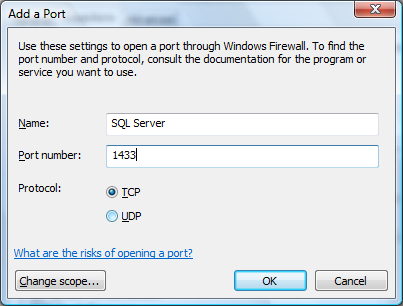 Add a Port
Use these settings to open a port through Windows Firewall. To find
the port number and protocol, consult the documentation for the program or
service you want to use.
Name: SQL Server
Port number: 1433
Protocol: TCP
UDP
What are the risks of opening a port?
Change scope... OK Cancel